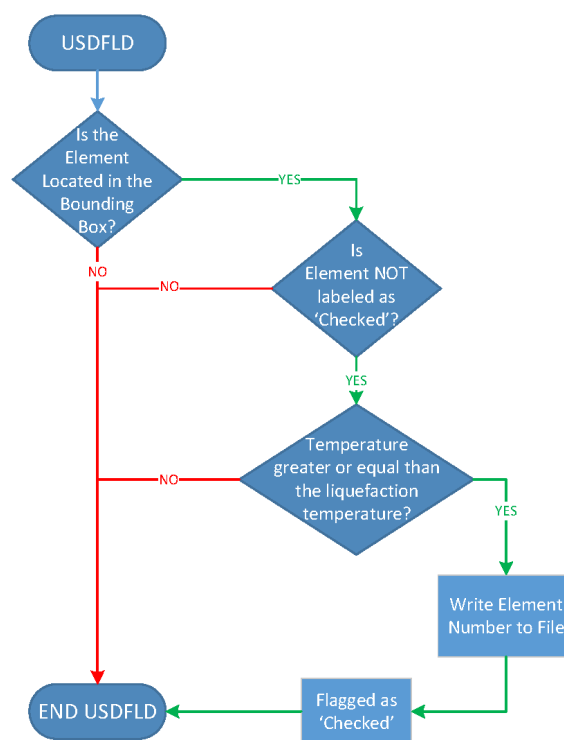 USDFLD
Is the
Element
Located in the
Bounding
Box?
YES
NO
Is
Element NOT
labeled as
‘Checked’?
NO
YES
Temperature
greater or equal than
the liquefaction
temperature?
NO
YES
Write Element
Number to File
Flagged as
‘Checked’
END USDFLD